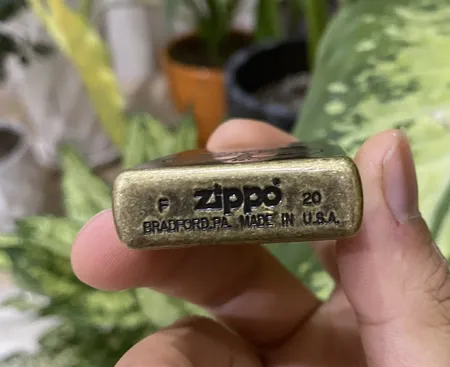 F zippo® 20
BRADFORD,PA. MADE IN U.S.A.